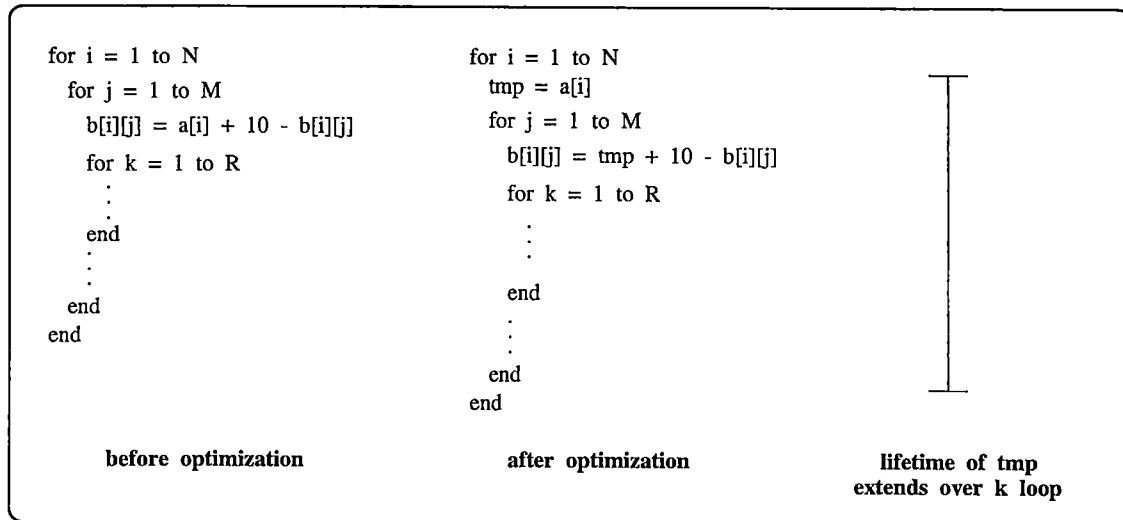 for i = 1 to N
for j = 1 to M
b[i][j] = a[i] + 10 - b[i][j]
for k = 1 to R
.
.
.
end
.
.
.
end
end
before optimization
for i = 1 to N
tmp = a[i]
for j = 1 to M
b[i][j] = tmp + 10 - b[i][j]
for k = 1 to R
.
.
.
end
.
.
.
end
end
after optimization
lifetime of tmp
extends over k loop